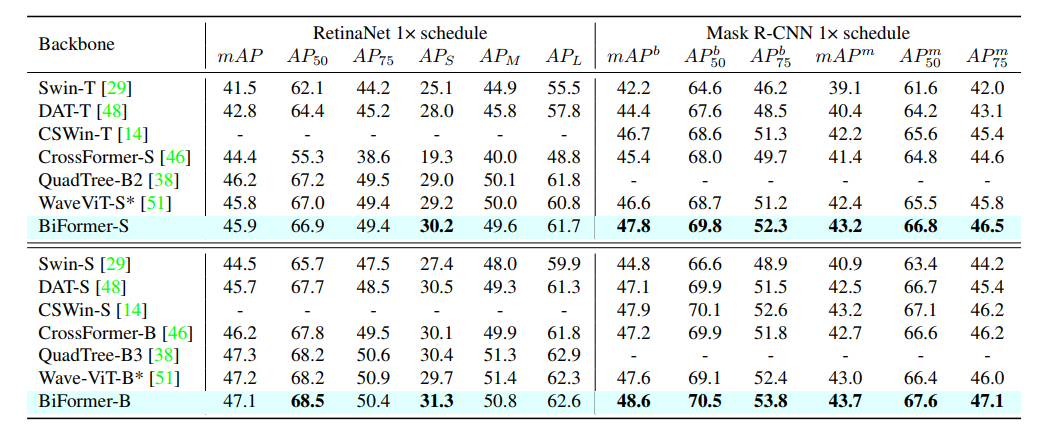 Backbone RetinaNet 1× schedule Mask R-CNN 1× schedule
mAP AP50 AP75 APS APM APL mAP^b AP^b_50 AP^b_75 mAP^m AP^m_50 AP^m_75
Swin-T [29] 41.5 62.1 44.2 25.1 44.9 55.5 42.2 64.6 46.2 39.1 61.6 42.0
DAT-T [48] 42.8 64.4 45.2 28.0 45.8 57.8 44.4 67.6 48.5 40.4 64.2 43.1
CSWin-T [14] - - - - - - 46.7 68.6 51.3 42.2 65.6 45.4
CrossFormer-S [46] 44.4 55.3 38.6 19.3 40.0 48.8 45.4 68.0 49.7 41.4 64.8 44.6
QuadTree-B2 [38] 46.2 67.2 49.5 29.0 50.1 61.8 - - - - - -
WaveViT-S* [51] 45.8 67.0 49.4 29.2 50.0 60.8 46.6 68.7 51.2 42.4 65.5 45.8
BiFormer-S 45.9 66.9 49.4 30.2 49.6 61.7 47.8 69.8 52.3 43.2 66.8 46.5
Swin-S [29] 44.5 65.7 47.5 27.4 48.0 59.9 44.8 66.6 48.9 40.9 63.4 44.2
DAT-S [48] 45.7 67.7 48.5 30.5 49.3 61.3 47.1 69.9 51.5 42.5 66.7 45.4
CSWin-S [14] - - - - - - 47.9 70.1 52.6 43.2 67.1 46.2
CrossFormer-B [46] 46.2 67.8 49.5 30.1 49.9 61.8 47.2 69.9 51.8 42.7 66.6 46.2
QuadTree-B3 [38] 47.3 68.2 50.6 30.4 51.3 62.9 - - - - - -
Wave-ViT-B* [51] 47.2 68.2 50.9 29.7 51.4 62.3 47.6 69.1 52.4 43.0 66.4 46.0
BiFormer-B 47.1 68.5 50.4 31.3 50.8 62.6 48.6 70.5 53.8 43.7 67.6 47.1